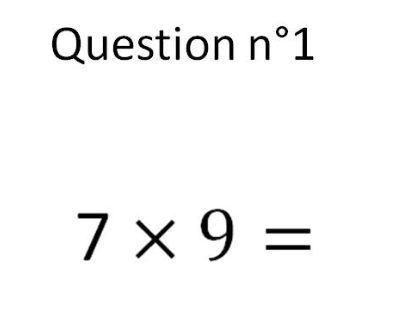 Question n°1
7 × 9 =